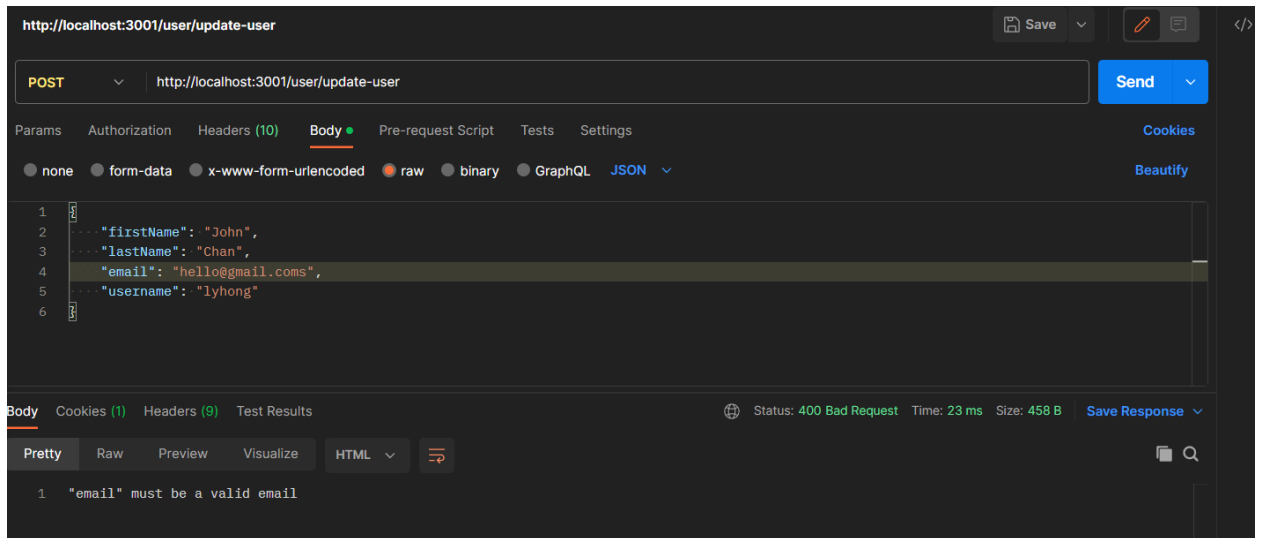 http://localhost:3001/user/update-user
Save
</>
POST
http://localhost:3001/user/update-user
Send
Params Authorization Headers (10) Body Pre-request Script Tests Settings Cookies
none form-data x-www-form-urlencoded raw binary GraphQL JSON Beautify
1 {
2 "firstName": "John",
3 "lastName": "Chan",
4 "email": "hello@gmail.coms",
5 "username": "lyhong"
6 }
Body Cookies (1) Headers (9) Test Results Status: 400 Bad Request Time: 23 ms Size: 458 B Save Response
Pretty Raw Preview Visualize HTML
1 "email" must be a valid email